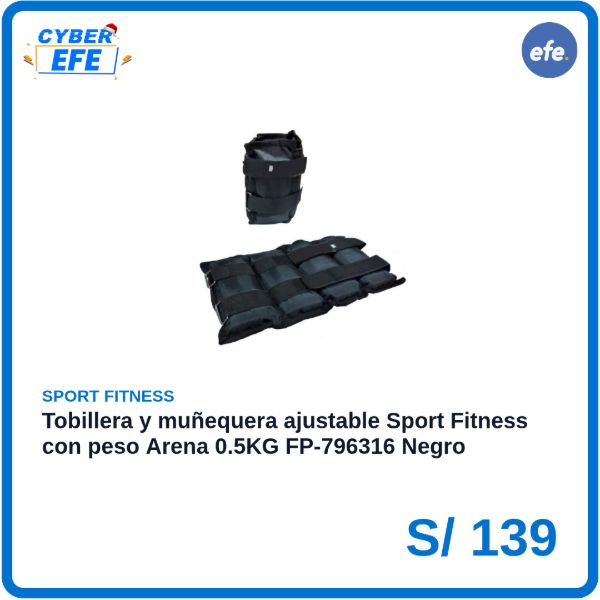 CYBER
EFE
efe.
SPORT FITNESS
Tobillera y muñequera ajustable Sport Fitness
con peso Arena 0.5KG FP-796316 Negro
S/ 139